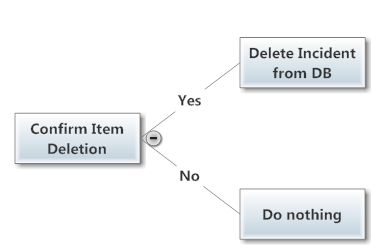 Delete Incident
from DB
Yes
Confirm Item
Deletion
No
Do nothing